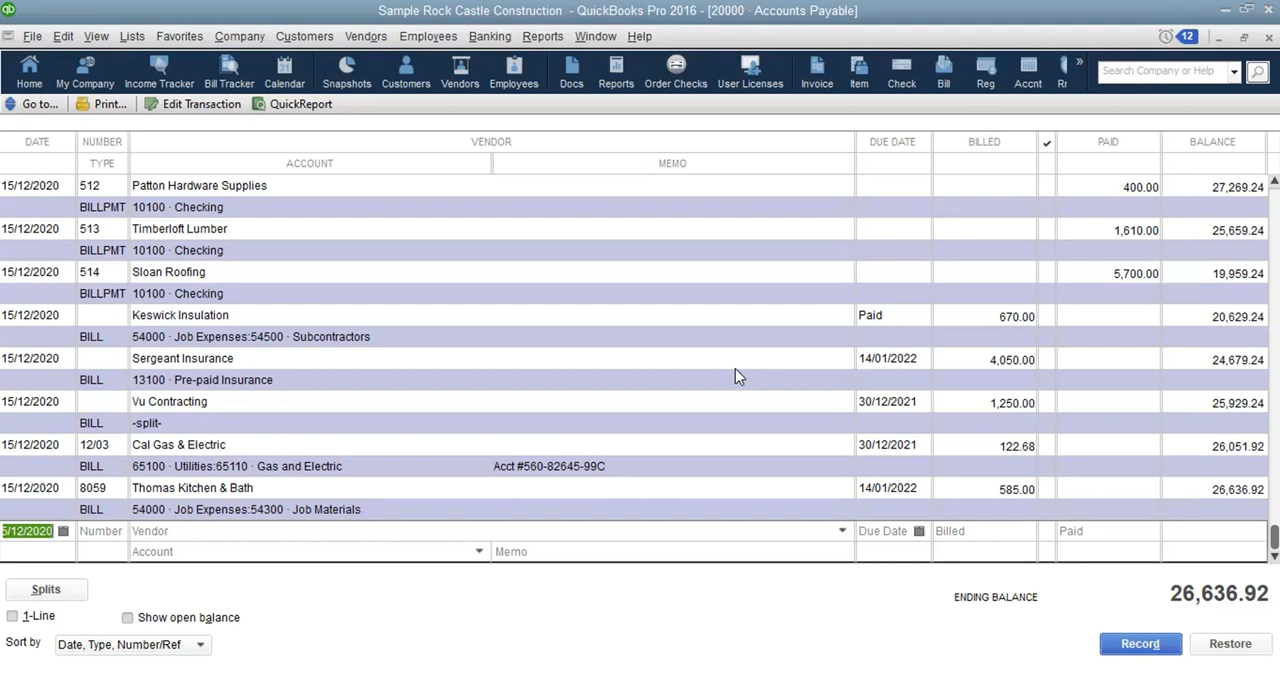 Sample Rock Castle Construction - QuickBooks Pro 2016 - [20000 · Accounts Payable]
File Edit View Lists Favorites Company Customers Vendors Employees Banking Reports Window Help 12
Home My Company Income Tracker Bill Tracker Calendar Snapshots Customers Vendors Employees Docs Reports Order Checks User Licenses Invoice Item Check Bill Reg Accnt Rr » Search Company or Help
Go to... Print... Edit Transaction QuickReport
DATE NUMBER VENDOR DUE DATE BILLED ✓ PAID BALANCE
TYPE ACCOUNT MEMO
15/12/2020 512 Patton Hardware Supplies 400.00 27,269.24
BILLPMT 10100 · Checking
15/12/2020 513 Timberloft Lumber 1,610.00 25,659.24
BILLPMT 10100 · Checking
15/12/2020 514 Sloan Roofing 5,700.00 19,959.24
BILLPMT 10100 · Checking
15/12/2020 Keswick Insulation Paid 670.00 20,629.24
BILL 54000 · Job Expenses:54500 · Subcontractors
15/12/2020 Sergeant Insurance 14/01/2022 4,050.00 24,679.24
BILL 13100 · Pre-paid Insurance
15/12/2020 Vu Contracting 30/12/2021 1,250.00 25,929.24
BILL -split-
15/12/2020 12/03 Cal Gas & Electric 30/12/2021 122.68 26,051.92
BILL 65100 · Utilities:65110 · Gas and Electric Acct #560-82645-99C
15/12/2020 8059 Thomas Kitchen & Bath 14/01/2022 585.00 26,636.92
BILL 54000 · Job Expenses:54300 · Job Materials
5/12/2020 Number Vendor Due Date Billed Paid
Account Memo
Splits
ENDING BALANCE 26,636.92
1-Line Show open balance
Sort by Date, Type, Number/Ref Record Restore